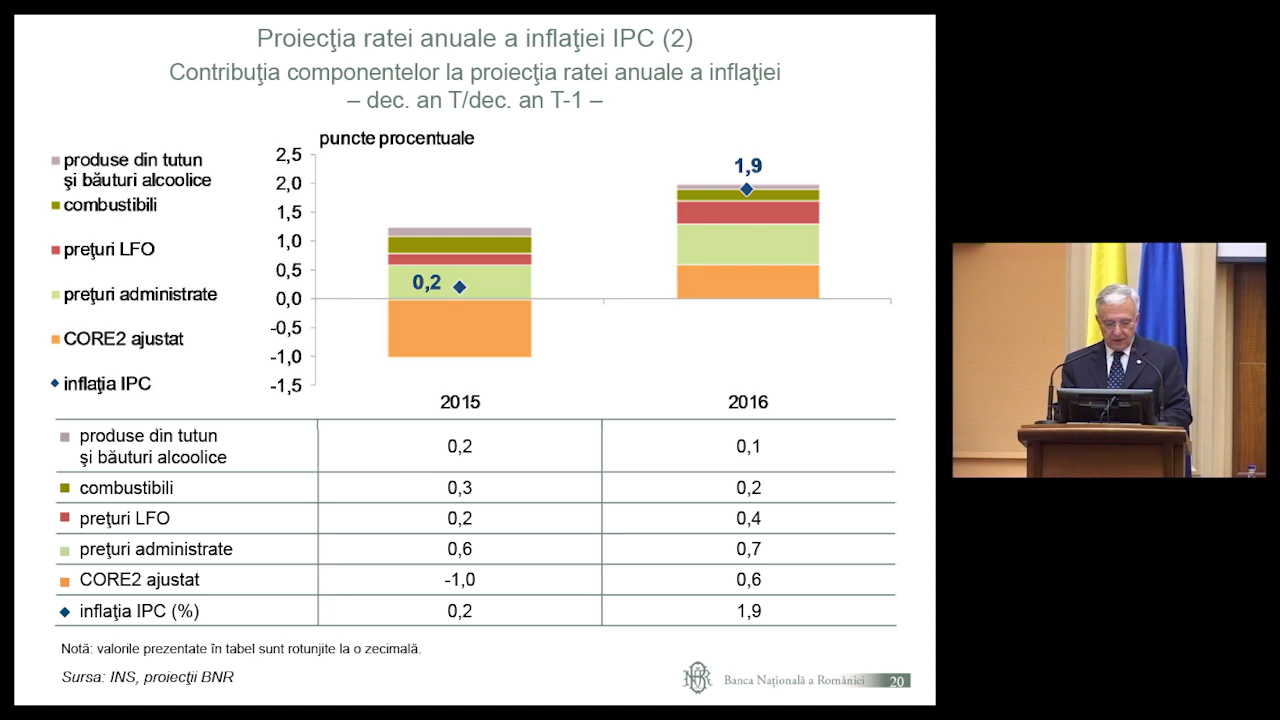 Proiecţia ratei anuale a inflaţiei IPC (2)
Contribuţia componentelor la proiecţia ratei anuale a inflaţiei
– dec. an T/dec. an T-1 –
puncte procentuale
produse din tutun
şi băuturi alcoolice
combustibili
preţuri LFO
preţuri administrate
CORE2 ajustat
inflaţia IPC
2,5
2,0
1,5
1,0
0,5
0,0
-0,5
-1,0
-1,5
0,2
1,9
2015 2016
produse din tutun
şi băuturi alcoolice 0,2 0,1
combustibili 0,3 0,2
preţuri LFO 0,2 0,4
preţuri administrate 0,6 0,7
CORE2 ajustat -1,0 0,6
inflaţia IPC (%) 0,2 1,9
Notă: valorile prezentate în tabel sunt rotunjite la o zecimală.
Sursa: INS, proiecţii BNR
Banca Naţională a României 20